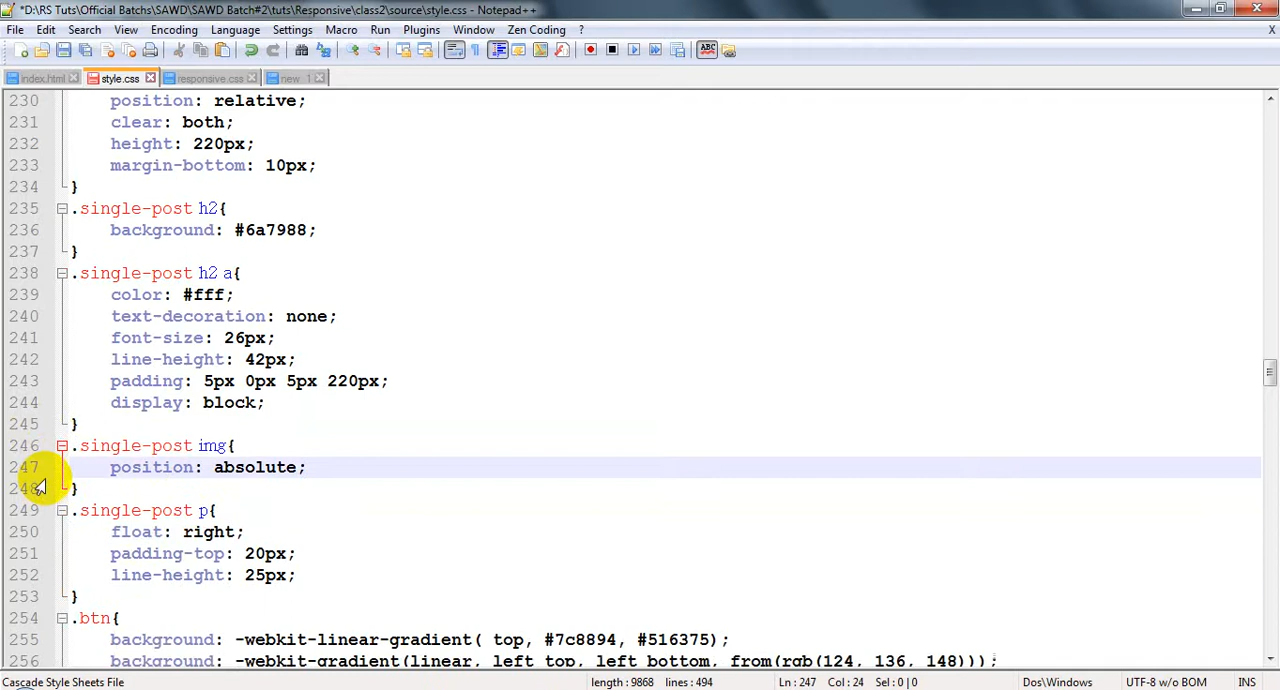 *D:\RS Tuts\Official Batchs\SAWD\SAWD Batch#2\tuts\Responsive\class2\source\style.css - Notepad++
File Edit Search View Encoding Language Settings Macro Run Plugins Window Zen Coding ? X
ABC
index.html style.css responsive.css new 1
230 position: relative;
231 clear: both;
232 height: 220px;
233 margin-bottom: 10px;
234 }
235 .single-post h2{
236 background: #6a7988;
237 }
238 .single-post h2 a{
239 color: #fff;
240 text-decoration: none;
241 font-size: 26px;
242 line-height: 42px;
243 padding: 5px 0px 5px 220px;
244 display: block;
245 }
246 .single-post img{
247 position: absolute;
248 }
249 .single-post p{
250 float: right;
251 padding-top: 20px;
252 line-height: 25px;
253 }
254 .btn{
255 background: -webkit-linear-gradient( top, #7c8894, #516375);
256 background: -webkit-gradient(linear, left top, left bottom, from(rgb(124, 136, 148)));
Cascade Style Sheets File length : 9868 lines : 494 Ln : 247 Col : 24 Sel : 0 | 0 Dos\Windows UTF-8 w/o BOM INS